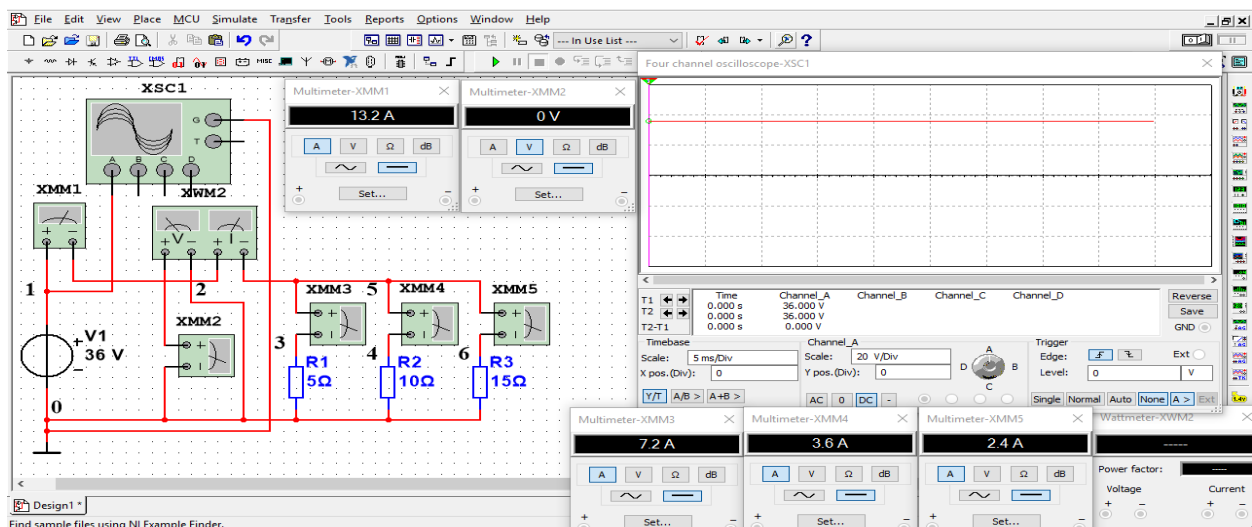 File Edit View Place MCU Simulate Transfer Tools Reports Options Window Help
--- In Use List ---
Four channel oscilloscope-XSC1
XSC1
G
T
A B C D
XMM1
XWM2
+ -
V I
+ - + -
1
2
V1
36 V
+
-
0
XMM2
+
-
3
XMM3
+
I
R1
5Ω
5
4
XMM4
+
I
R2
10Ω
6
XMM5
+
I
R3
15Ω
Multimeter-XMM1
13.2 A
A V Ω dB
+ Set... -
Multimeter-XMM2
0 V
A V Ω dB
+ Set... -
Time Channel_A Channel_B Channel_C Channel_D
T1 0.000 s 36.000 V
T2 0.000 s 36.000 V
T2-T1 0.000 s 0.000 V
Reverse
Save
GND
Timebase
Scale: 5 ms/Div
X pos.(Div): 0
Y/T A/B > A+B >
Channel_A
Scale: 20 V/Div
Y pos.(Div): 0
AC 0 DC -
A
D B
C
Trigger
Edge: Ext
Level: 0 V
Single Normal Auto None A > Ext
Multimeter-XMM3
7.2 A
A V Ω dB
+ Set... -
Multimeter-XMM4
3.6 A
A V Ω dB
+ Set... -
Multimeter-XMM5
2.4 A
A V Ω dB
+ Set... -
Wattmeter-XWM2
-----
Power factor: ----
Voltage Current
+ - + -
Design1 *
Find sample files using NI Example Finder.